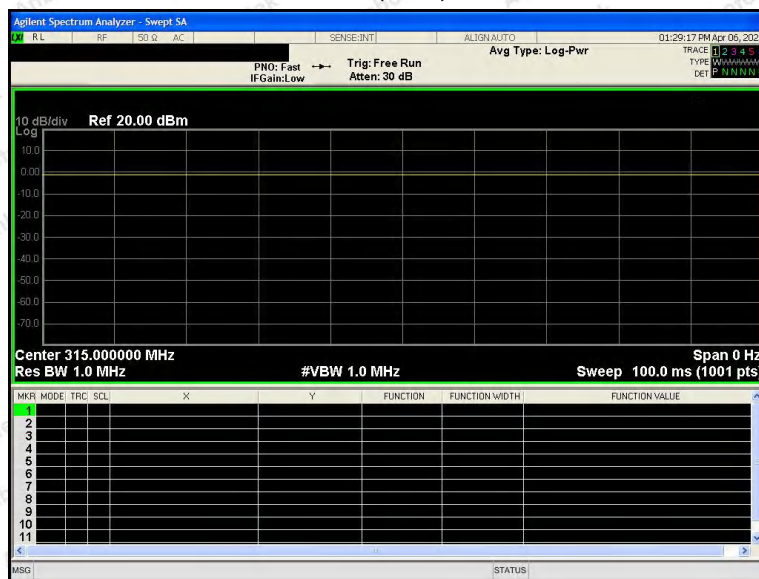 Agilent Spectrum Analyzer - Swept SA
LXI RL RF 50 Ω AC SENSE:INT ALIGN AUTO 01:29:17 PM Apr 06, 202
Avg Type: Log-Pwr TRACE 1 2 3 4 5
PNO: Fast Trig: Free Run TYPE W
IFGain:Low Atten: 30 dB DET P N N N N
10 dB/div Ref 20.00 dBm
Log
10.0
0.00
-10.0
-20.0
-30.0
-40.0
-50.0
-60.0
-70.0
Center 315.000000 MHz Span 0 Hz
Res BW 1.0 MHz #VBW 1.0 MHz Sweep 100.0 ms (1001 pts)
MKR MODE TRC SCL X Y FUNCTION FUNCTION WIDTH FUNCTION VALUE
1
2
3
4
5
6
7
8
9
10
11
MSG STATUS